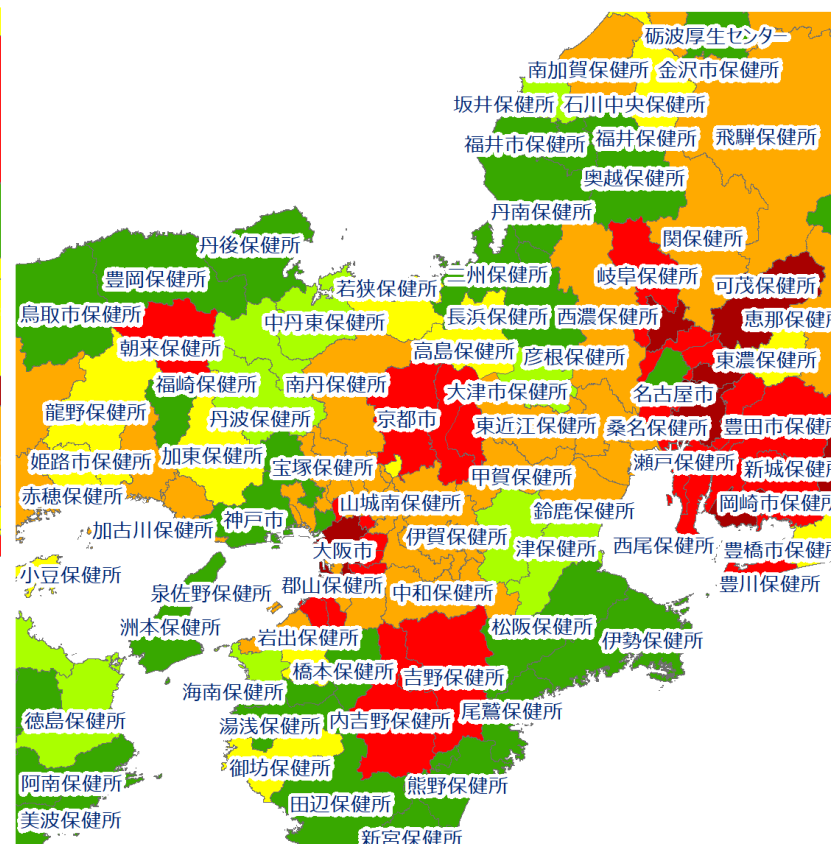 砺波厚生センター
南加賀保健所
金沢市保健所
坂井保健所
石川中央保健所
福井市保健所
福井保健所
飛騨保健所
奥越保健所
丹南保健所
丹後保健所
関保健所
豊岡保健所
二州保健所
岐阜保健所
可茂保健所
若狭保健所
鳥取市保健所
中丹東保健所
長浜保健所
西濃保健所
恵那保健所
朝来保健所
高島保健所
彦根保健所
東濃保健所
福崎保健所
南丹保健所
大津市保健所
名古屋市
龍野保健所
丹波保健所
京都市
東近江保健所
桑名保健所
豊田市保健所
姫路市保健所
加東保健所
宝塚保健所
甲賀保健所
瀬戸保健所
新城保健所
赤穂保健所
山城南保健所
鈴鹿保健所
岡崎市保健所
加古川保健所
神戸市
伊賀保健所
大阪市
津保健所
西尾保健所
豊橋市保健所
小豆保健所
泉佐野保健所
郡山保健所
中和保健所
豊川保健所
洲本保健所
岩出保健所
松阪保健所
伊勢保健所
橋本保健所
吉野保健所
海南保健所
徳島保健所
湯浅保健所
内吉野保健所
尾鷲保健所
御坊保健所
阿南保健所
熊野保健所
田辺保健所
美波保健所
新宮保健所